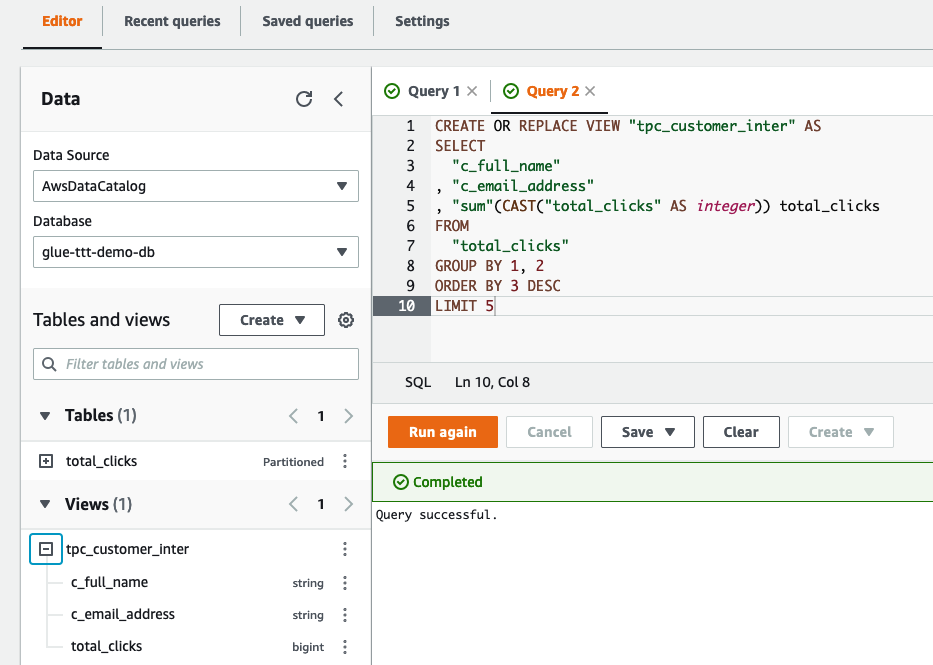 Editor
Recent queries
Saved queries
Settings
Data
Data Source
AwsDataCatalog
Database
glue-ttt-demo-db
Tables and views
Create
Filter tables and views
Tables (1)
1
total_clicks
Partitioned
Views (1)
1
tpc_customer_inter
c_full_name string
c_email_address string
total_clicks bigint
Query 1
Query 2
1 CREATE OR REPLACE VIEW "tpc_customer_inter" AS
2 SELECT
3 "c_full_name"
4 , "c_email_address"
5 , "sum"(CAST("total_clicks" AS integer)) total_clicks
6 FROM
7 "total_clicks"
8 GROUP BY 1, 2
9 ORDER BY 3 DESC
10 LIMIT 5
SQL Ln 10, Col 8
Run again
Cancel
Save
Clear
Create
Completed
Query successful.